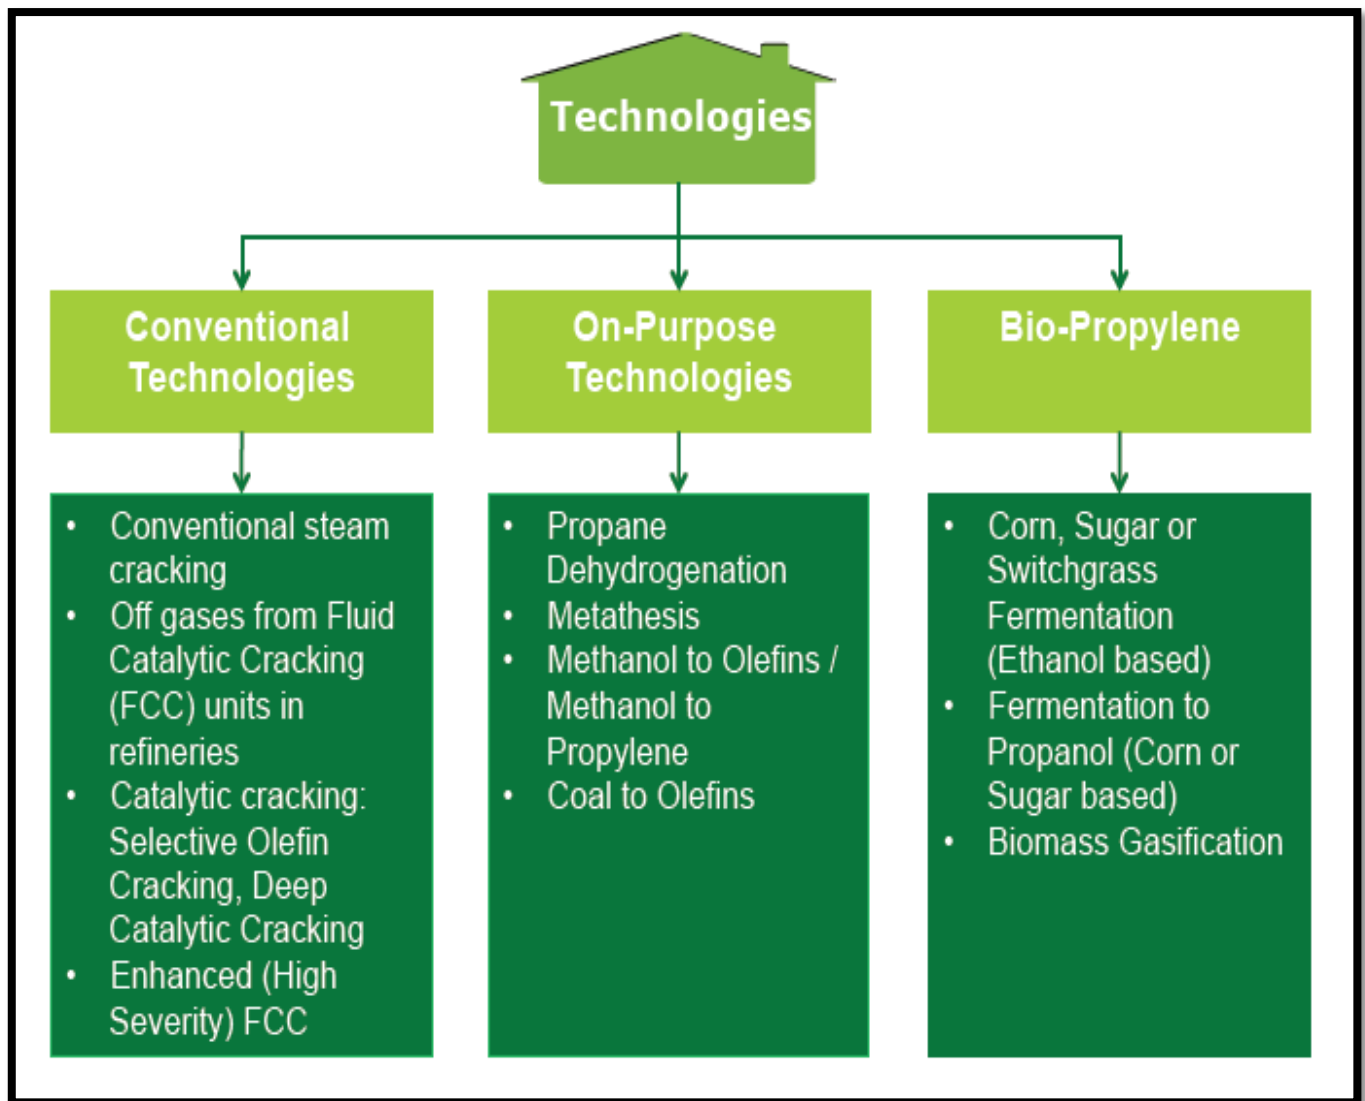 Technologies
Conventional
Technologies
• Conventional steam
cracking
• Off gases from Fluid
Catalytic Cracking
(FCC) units in
refineries
• Catalytic cracking:
Selective Olefin
Cracking, Deep
Catalytic Cracking
• Enhanced (High
Severity) FCC
On-Purpose
Technologies
• Propane
Dehydrogenation
• Metathesis
• Methanol to Olefins /
Methanol to
Propylene
• Coal to Olefins
Bio-Propylene
• Corn, Sugar or
Switchgrass
Fermentation
(Ethanol based)
• Fermentation to
Propanol (Corn or
Sugar based)
• Biomass Gasification